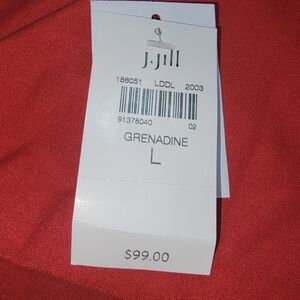 j.jill
186051 LDDL 2003
91378040 02
GRENADINE
L
$99.00